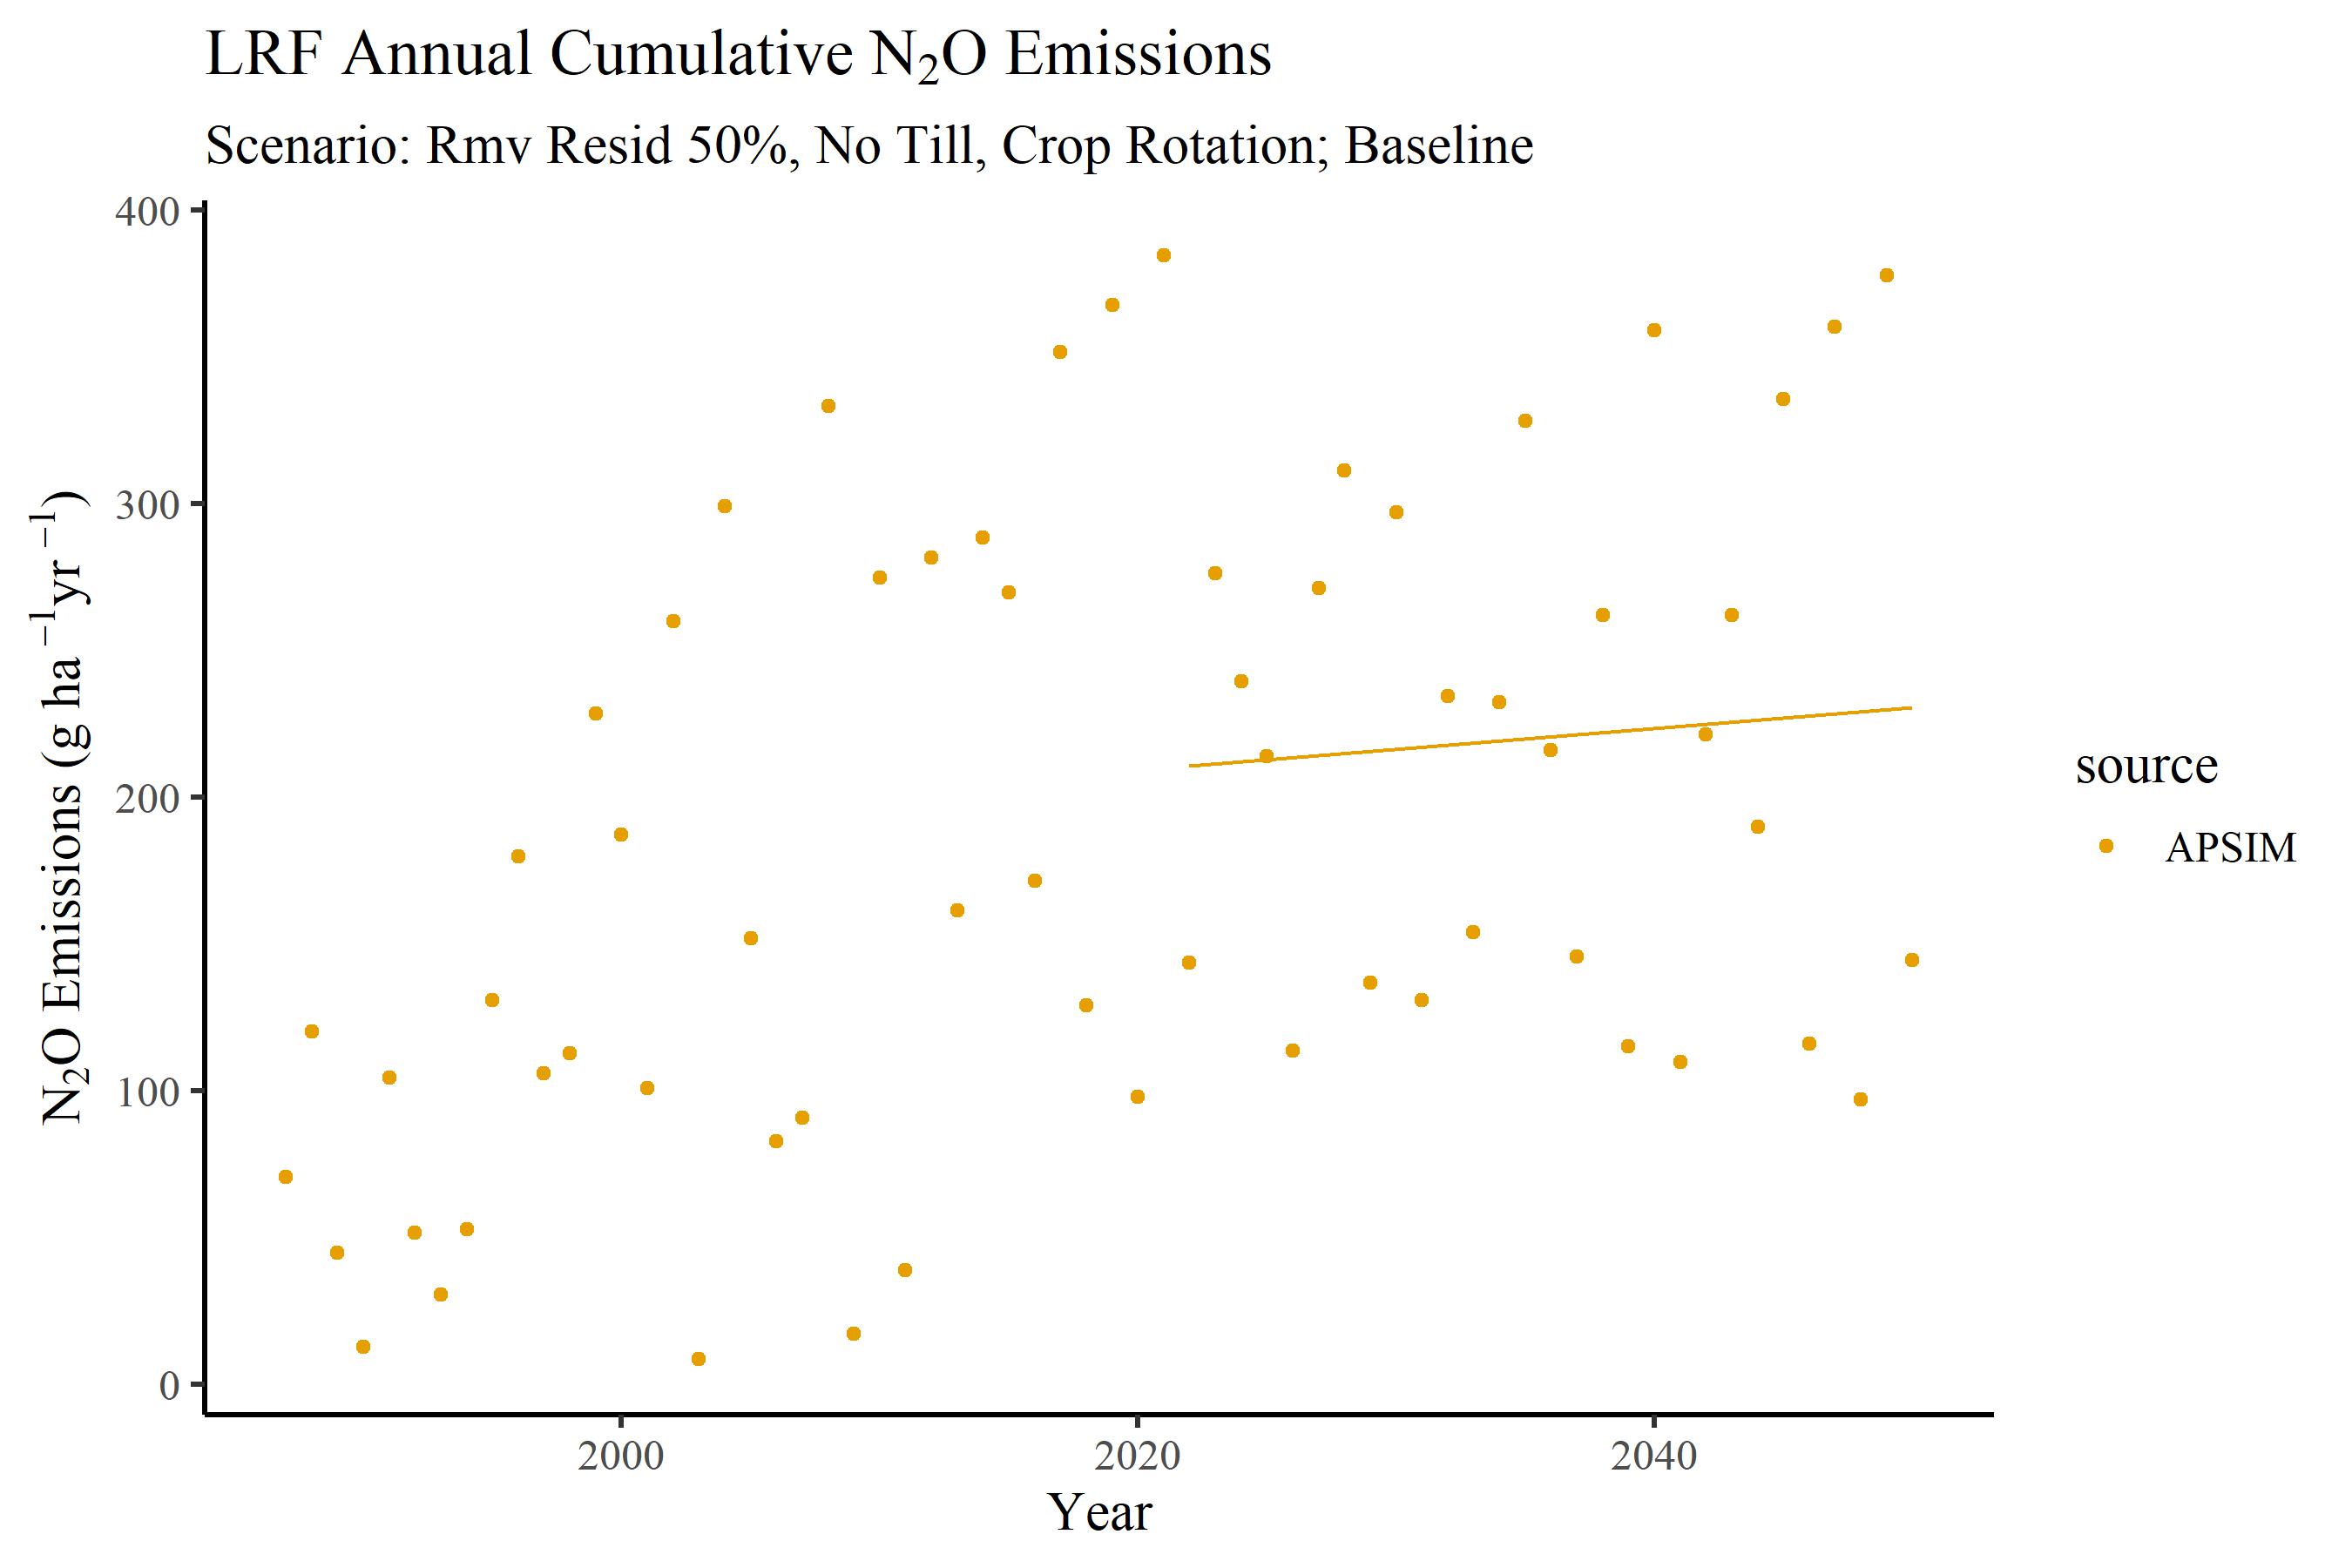 LRF Annual Cumulative N₂O Emissions
Scenario: Rmv Resid 50%, No Till, Crop Rotation; Baseline
N₂O Emissions (g ha ⁻¹yr ⁻¹)
400
300
200
100
0
2000 2020 2040
Year
source
APSIM